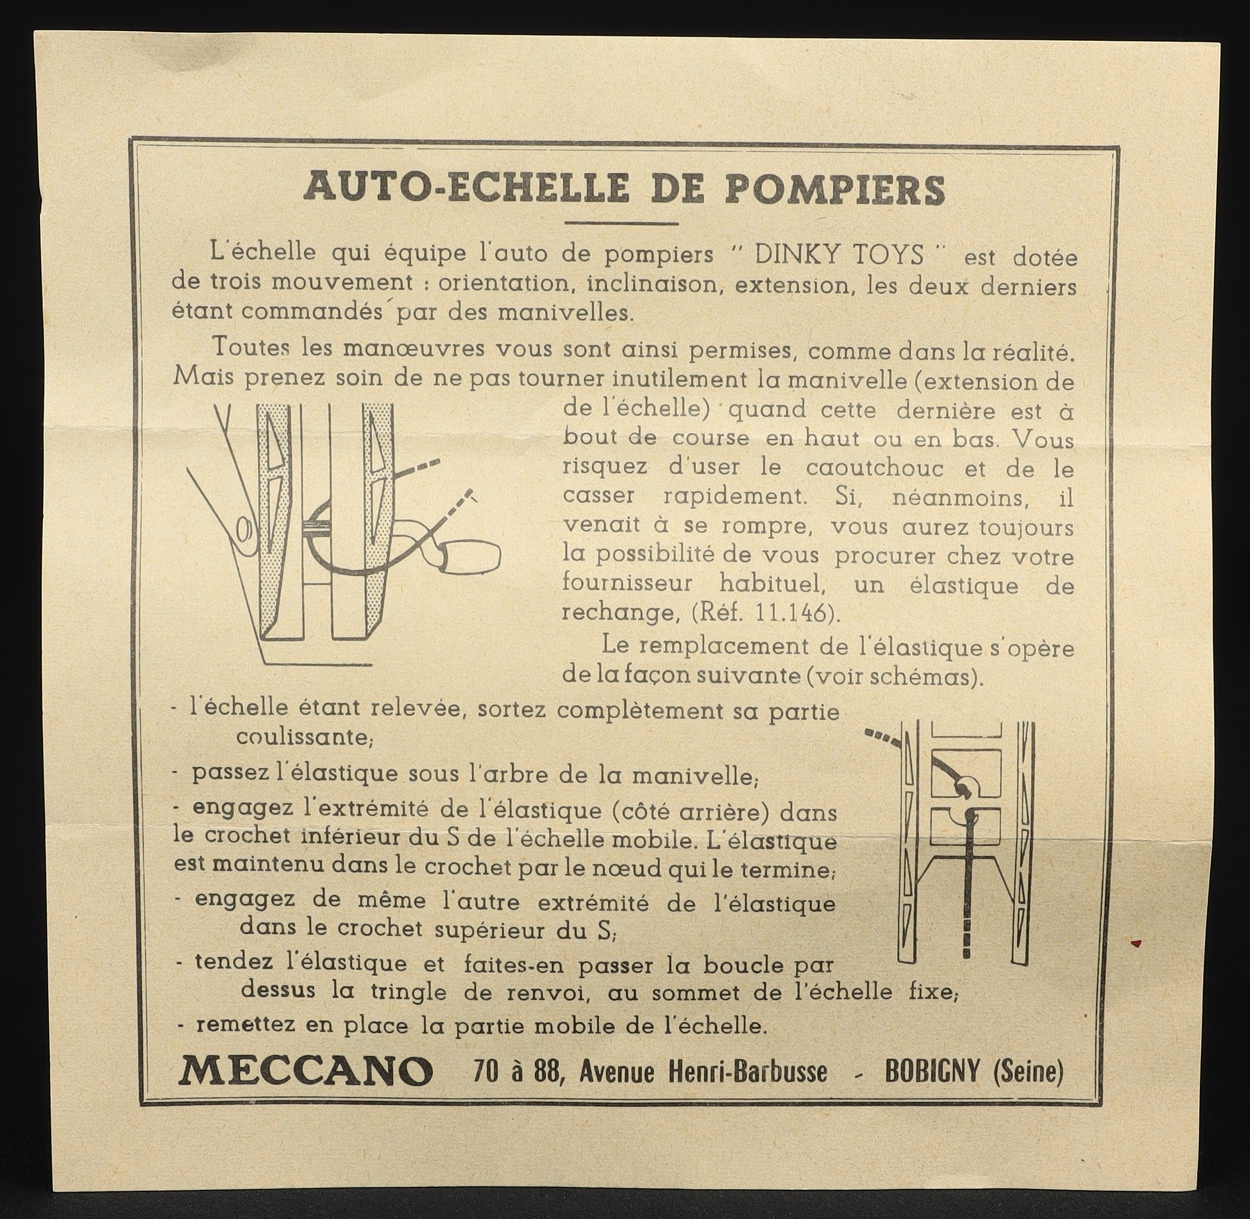 AUTO-ECHELLE DE POMPIERS
L'échelle qui équipe l'auto de pompiers " DINKY TOYS " est dotée
de trois mouvement : orientation, inclinaison, extension, les deux derniers
étant commandés par des manivelles.
Toutes les manœuvres vous sont ainsi permises, comme dans la réalité.
Mais prenez soin de ne pas tourner inutilement la manivelle (extension de
de l'échelle) quand cette dernière est à
bout de course en haut ou en bas. Vous
risquez d'user le caoutchouc et de le
casser rapidement. Si, néanmoins, il
venait à se rompre, vous aurez toujours
la possibilité de vous procurer chez votre
fournisseur habituel, un élastique de
rechange, (Réf. 11.146).
Le remplacement de l'élastique s'opère
de la façon suivante (voir schémas).
- l'échelle étant relevée, sortez complètement sa partie
coulissante;
- passez l'élastique sous l'arbre de la manivelle;
- engagez l'extrémité de l'élastique (côté arrière) dans
le crochet inférieur du S de l'échelle mobile. L'élastique
est maintenu dans le crochet par le nœud qui le termine;
- engagez de même l'autre extrémité de l'élastique
dans le crochet supérieur du S;
- tendez l'élastique et faites-en passer la boucle par
dessus la tringle de renvoi, au sommet de l'échelle fixe;
- remettez en place la partie mobile de l'échelle.
MECCANO 70 à 88, Avenue Henri-Barbusse - BOBIGNY (Seine)